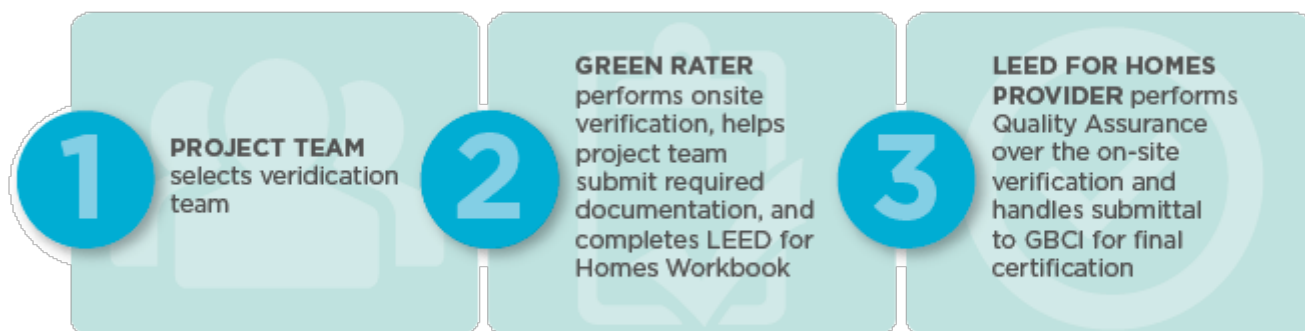 1
PROJECT TEAM
selects veridication
team
2
GREEN RATER
performs onsite
verification, helps
project team
submit required
documentation, and
completes LEED for
Homes Workbook
3
LEED FOR HOMES
PROVIDER performs
Quality Assurance
over the on-site
verification and
handles submittal
to GBCI for final
certification